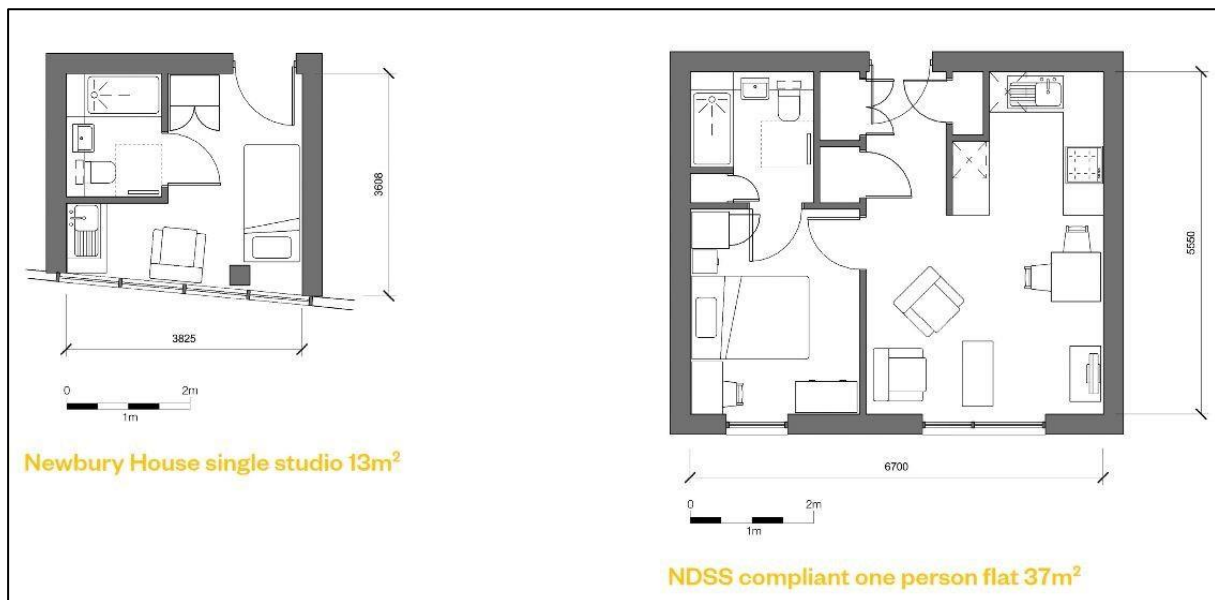 3608
3825
0 2m
1m
Newbury House single studio 13m²
5550
6700
0 2m
1m
NDSS compliant one person flat 37m²